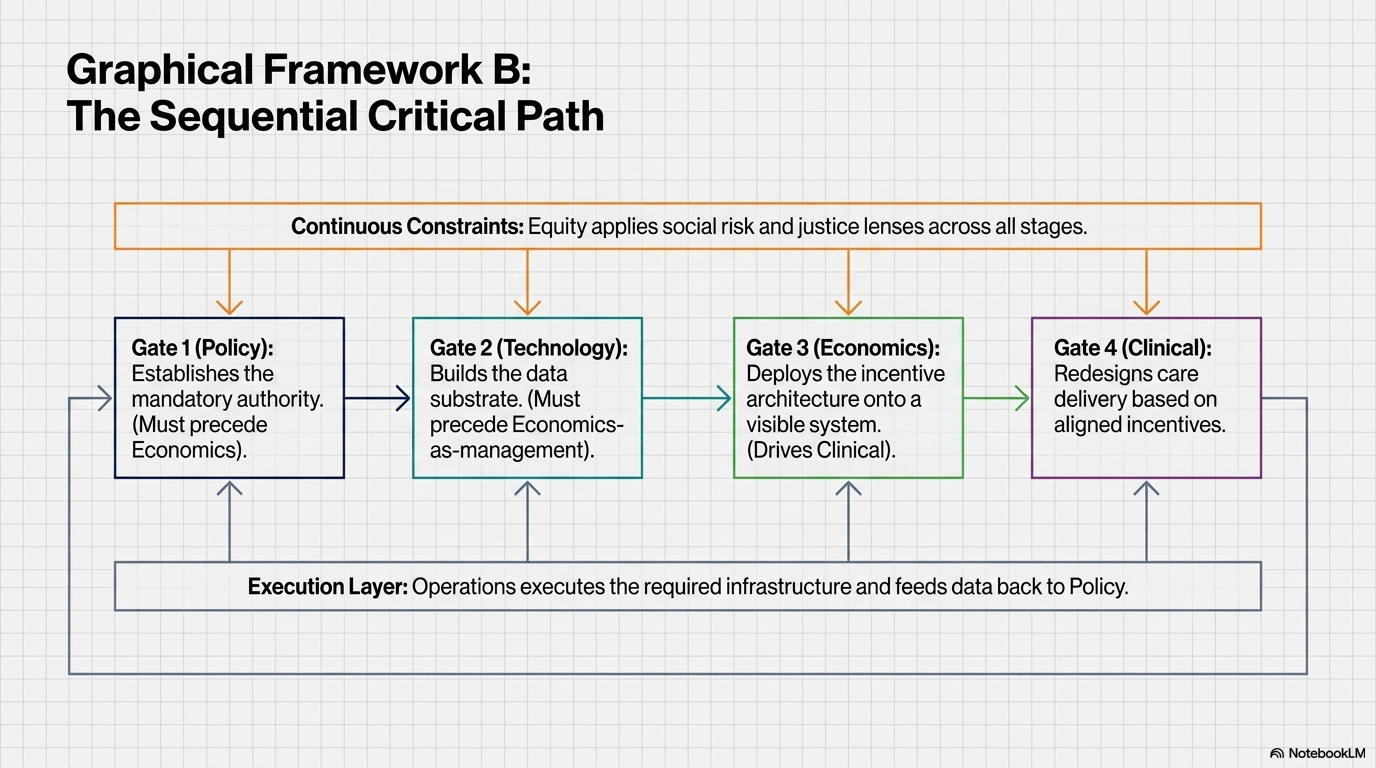 Graphical Framework B:
The Sequential Critical Path
Continuous Constraints: Equity applies social risk and justice lenses across all stages.
Gate 1 (Policy):
Establishes the
mandatory authority.
(Must precede
Economics).
Gate 2 (Technology):
Builds the data
substrate. (Must
precede Economics-
as-management).
Gate 3 (Economics):
Deploys the incentive
architecture onto a
visible system.
(Drives Clinical).
Gate 4 (Clinical):
Redesigns care
delivery based on
aligned incentives.
Execution Layer: Operations executes the required infrastructure and feeds data back to Policy.
NotebookLM